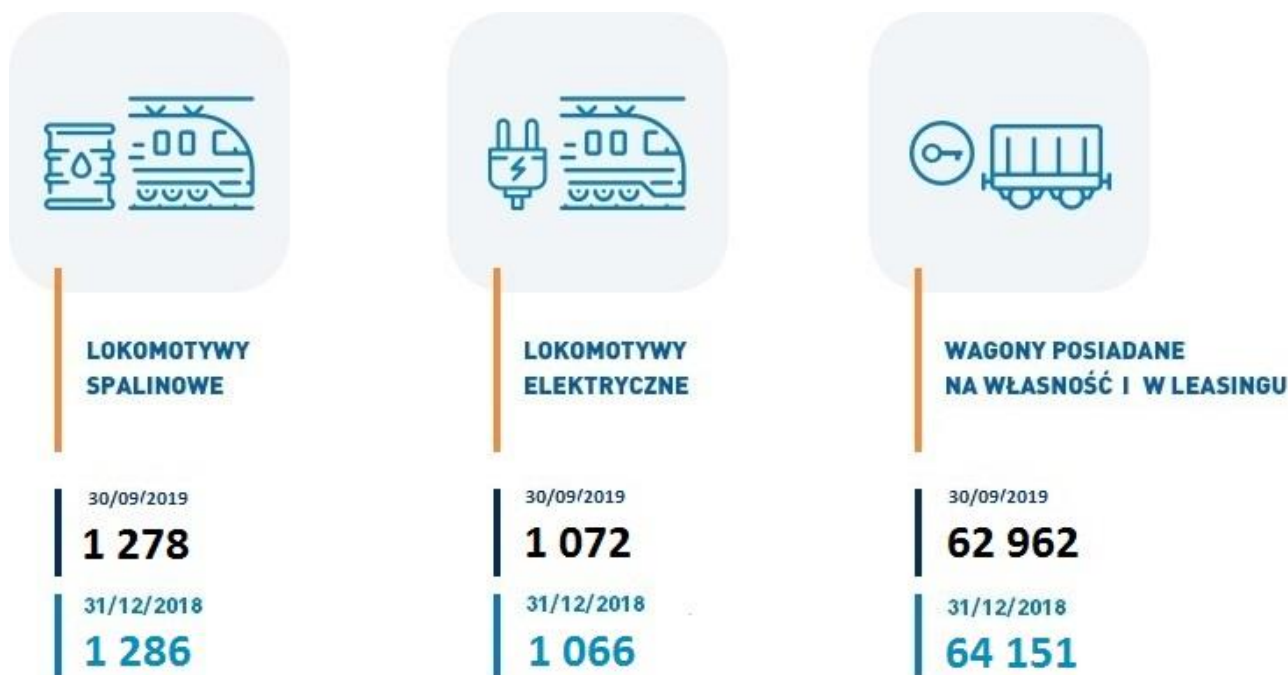 LOKOMOTYWY
SPALINOWE
30/09/2019
1 278
31/12/2018
1 286
LOKOMOTYWY
ELEKTRYCZNE
30/09/2019
1 072
31/12/2018
1 066
WAGONY POSIADANE
NA WŁASNOŚĆ I W LEASINGU
30/09/2019
62 962
31/12/2018
64 151